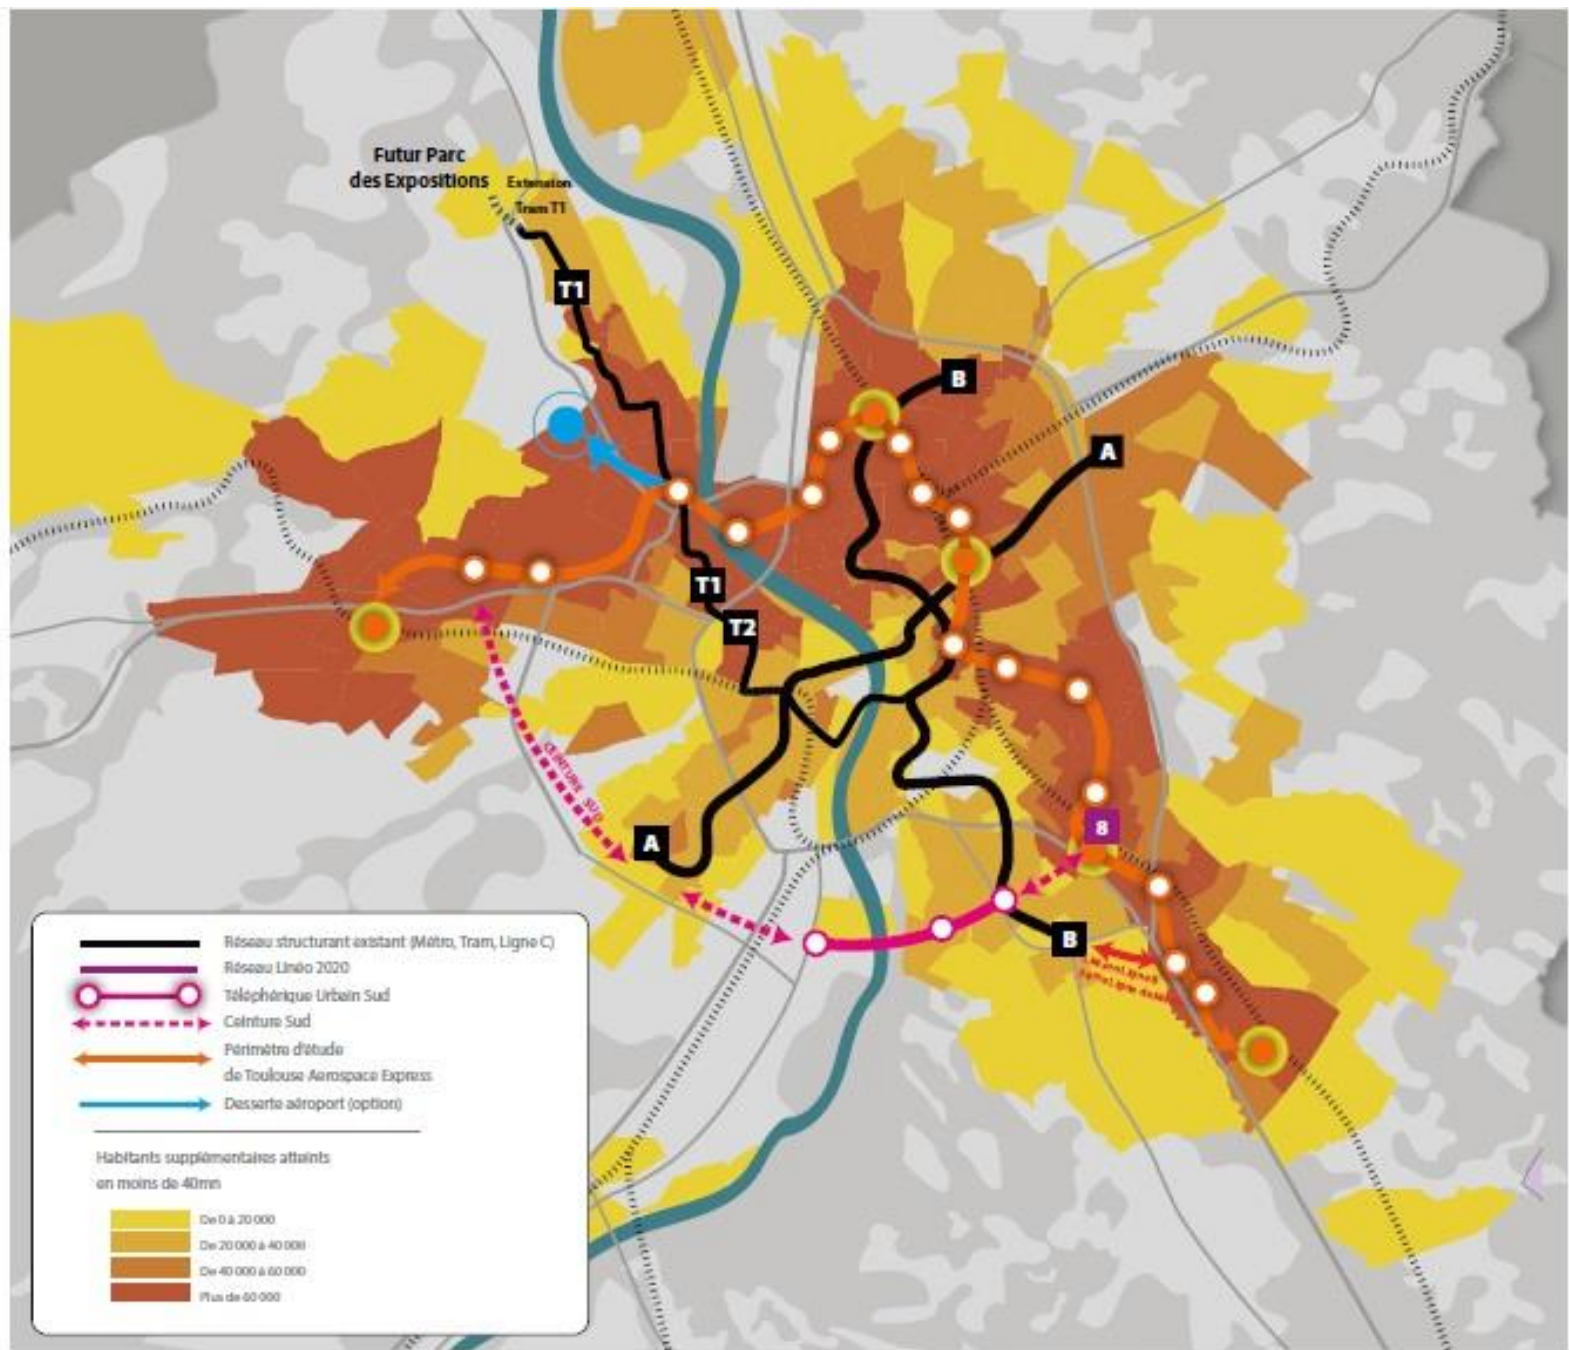 Futur Parc
des Expositions
Extension
Tram T1
T1
B
A
T1
T2
CEINTURE SUD
A
8
B
Réseau structurant existant (Métro, Tram, Ligne C)
Réseau Linéo 2020
Téléphérique Urbain Sud
Ceinture Sud
Périmètre d'étude
de Toulouse Aerospace Express
Desserte aéroport (option)
Habitants supplémentaires atteints
en moins de 40mn
De 0 à 20 000
De 20 000 à 40 000
De 40 000 à 60 000
Plus de 60 000